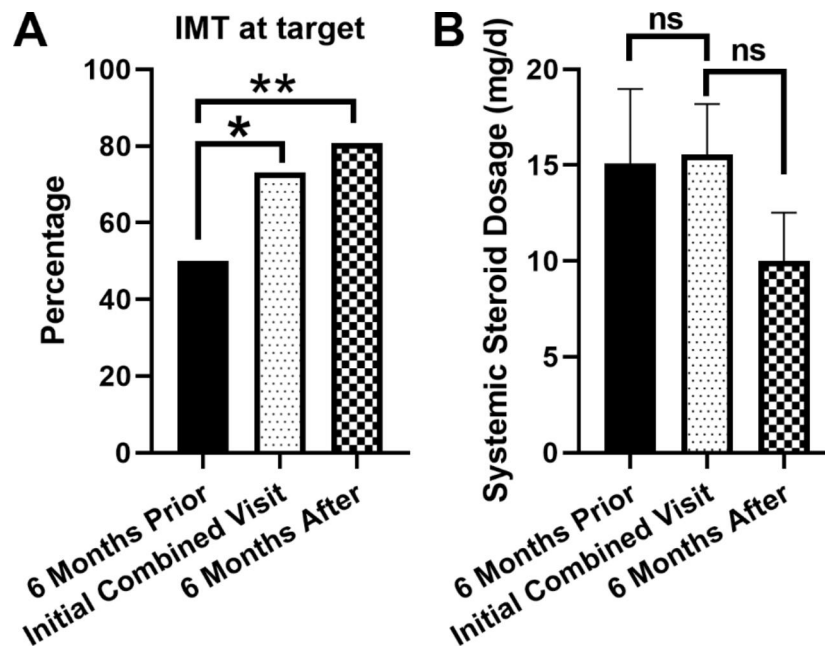 A
IMT at target
Percentage
100
80
60
40
20
0
*
**
6 Months Prior
Initial Combined Visit
6 Months After
B
Systemic Steroid Dosage (mg/d)
20
15
10
5
0
ns
ns
6 Months Prior
Initial Combined Visit
6 Months After